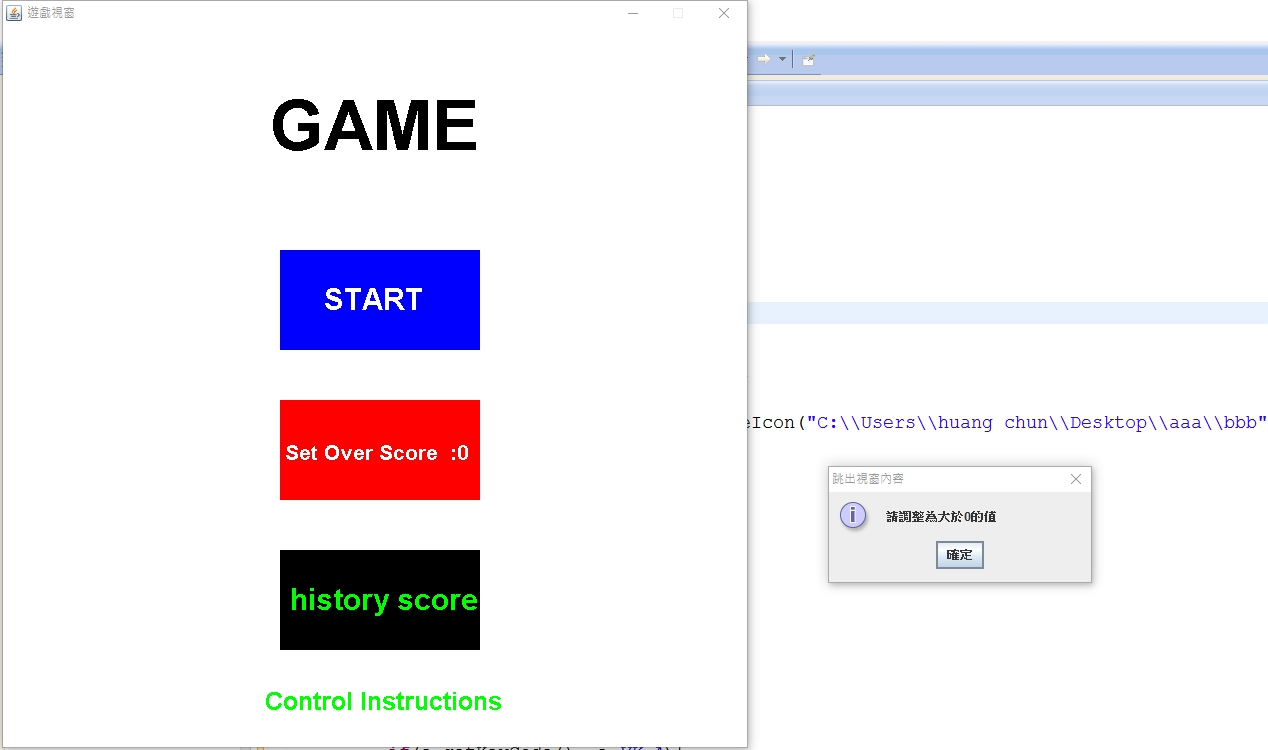 遊戲視窗
GAME
START
Set Over Score :0
history score
Control Instructions
eIcon("C:\\Users\\huang chun\\Desktop\\aaa\\bbb"
跳出視窗內容
請調整為大於0的值
確定